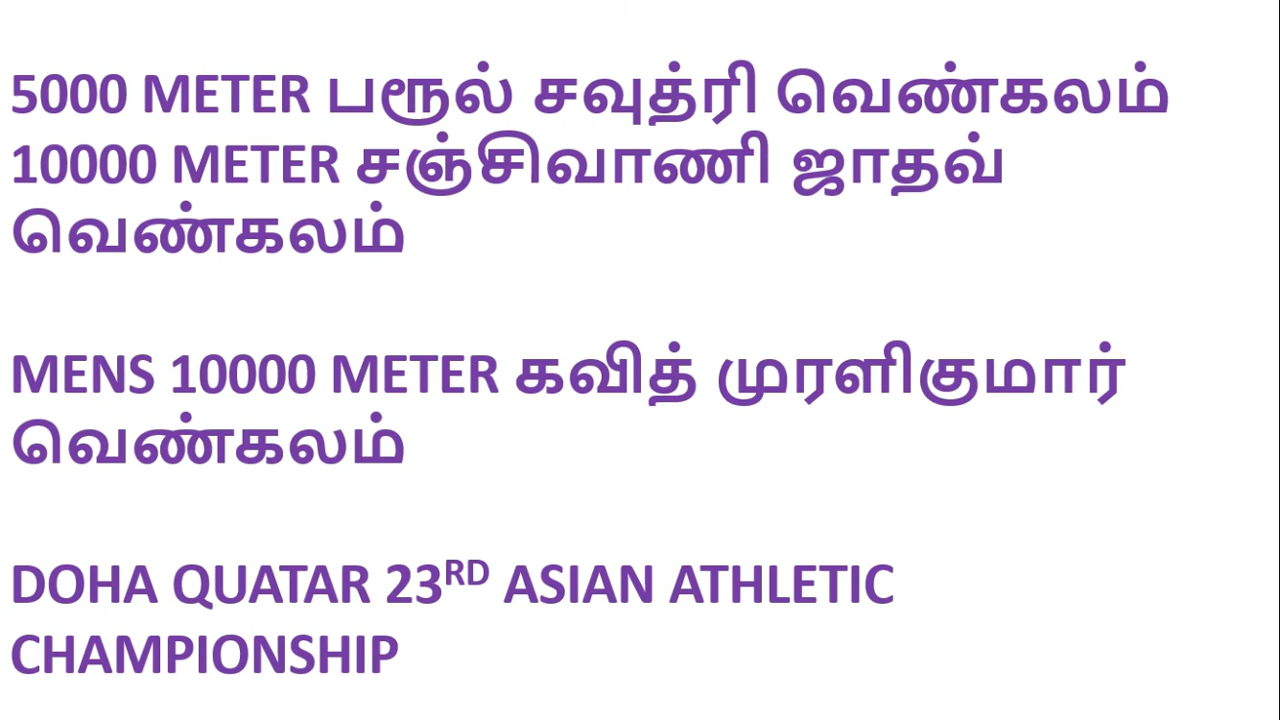 5000 METER பரூல் சவுத்ரி வெண்கலம்
10000 METER சஞ்சிவாணி ஜாதவ்
வெண்கலம்
MENS 10000 METER கவித் முரளிகுமார்
வெண்கலம்
DOHA QUATAR 23RD ASIAN ATHLETIC
CHAMPIONSHIP